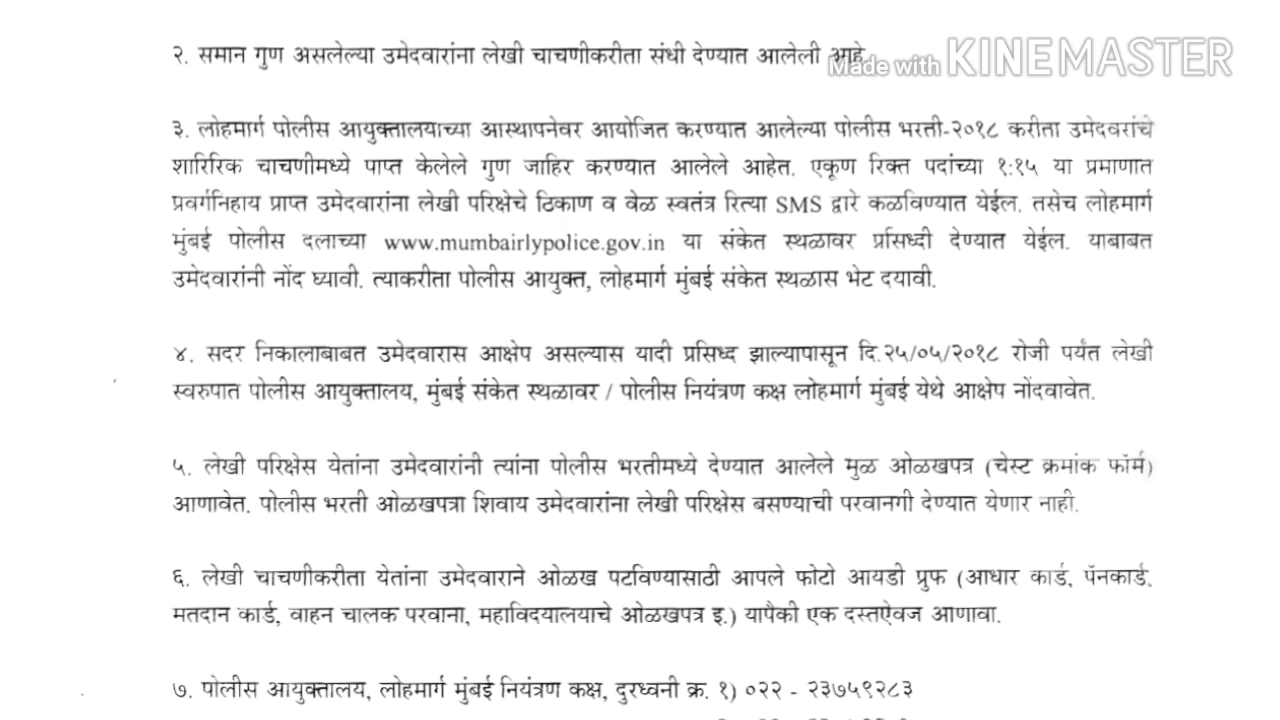 २. समान गुण असलेल्या उमेदवारांना लेखी चाचणीकरीता संधी देण्यात आलेली आहे
Made with KINEMASTER
३. लोहमार्ग पोलीस आयुक्तालयाच्या आस्थापनेवर आयोजित करण्यात आलेल्या पोलीस भरती-२०१८ करीता उमेदवरांचे
शारिरिक चाचणीमध्ये पाप्त केलेले गुण जाहिर करण्यात आलेले आहेत. एकूण रिक्त पदांच्या १:१५ या प्रमाणात
प्रवर्गनिहाय प्राप्त उमेदवारांना लेखी परिक्षेचे ठिकाण व वेळ स्वतंत्र रित्या SMS द्वारे कळविण्यात येईल. तसेच लोहमार्ग
मुंबई पोलीस दलाच्या www.mumbairlypolice.gov.in या संकेत स्थळावर प्रसिध्दी देण्यात येईल. याबाबत
उमेदवारांनी नोंद घ्यावी. त्याकरीता पोलीस आयुक्त, लोहमार्ग मुंबई संकेत स्थळास भेट दयावी.
४. सदर निकालाबाबत उमेदवारास आक्षेप असल्यास यादी प्रसिध्द झाल्यापासून दि.२५/०५/२०१८ रोजी पर्यंत लेखी
स्वरुपात पोलीस आयुक्तालय, मुंबई संकेत स्थळावर / पोलीस नियंत्रण कक्ष लोहमार्ग मुंबई येथे आक्षेप नोंदवावेत.
५. लेखी परिक्षेस येतांना उमेदवारांनी त्यांना पोलीस भरतीमध्ये देण्यात आलेले मुळ ओळखपत्र (चेस्ट क्रमांक फॉर्म)
आणावेत. पोलीस भरती ओळखपत्रा शिवाय उमेदवारांना लेखी परिक्षेस बसण्याची परवानगी देण्यात येणार नाही.
६. लेखी चाचणीकरीता येतांना उमेदवाराने ओळख पटविण्यासाठी आपले फोटो आयडी प्रुफ (आधार कार्ड, पॅनकार्ड,
मतदान कार्ड, वाहन चालक परवाना, महाविदयालयाचे ओळखपत्र इ.) यापैकी एक दस्तऐवज आणावा.
७. पोलीस आयुक्तालय, लोहमार्ग मुंबई नियंत्रण कक्ष, दुरध्वनी क्र. १) ०२२ - २३७५९२८३